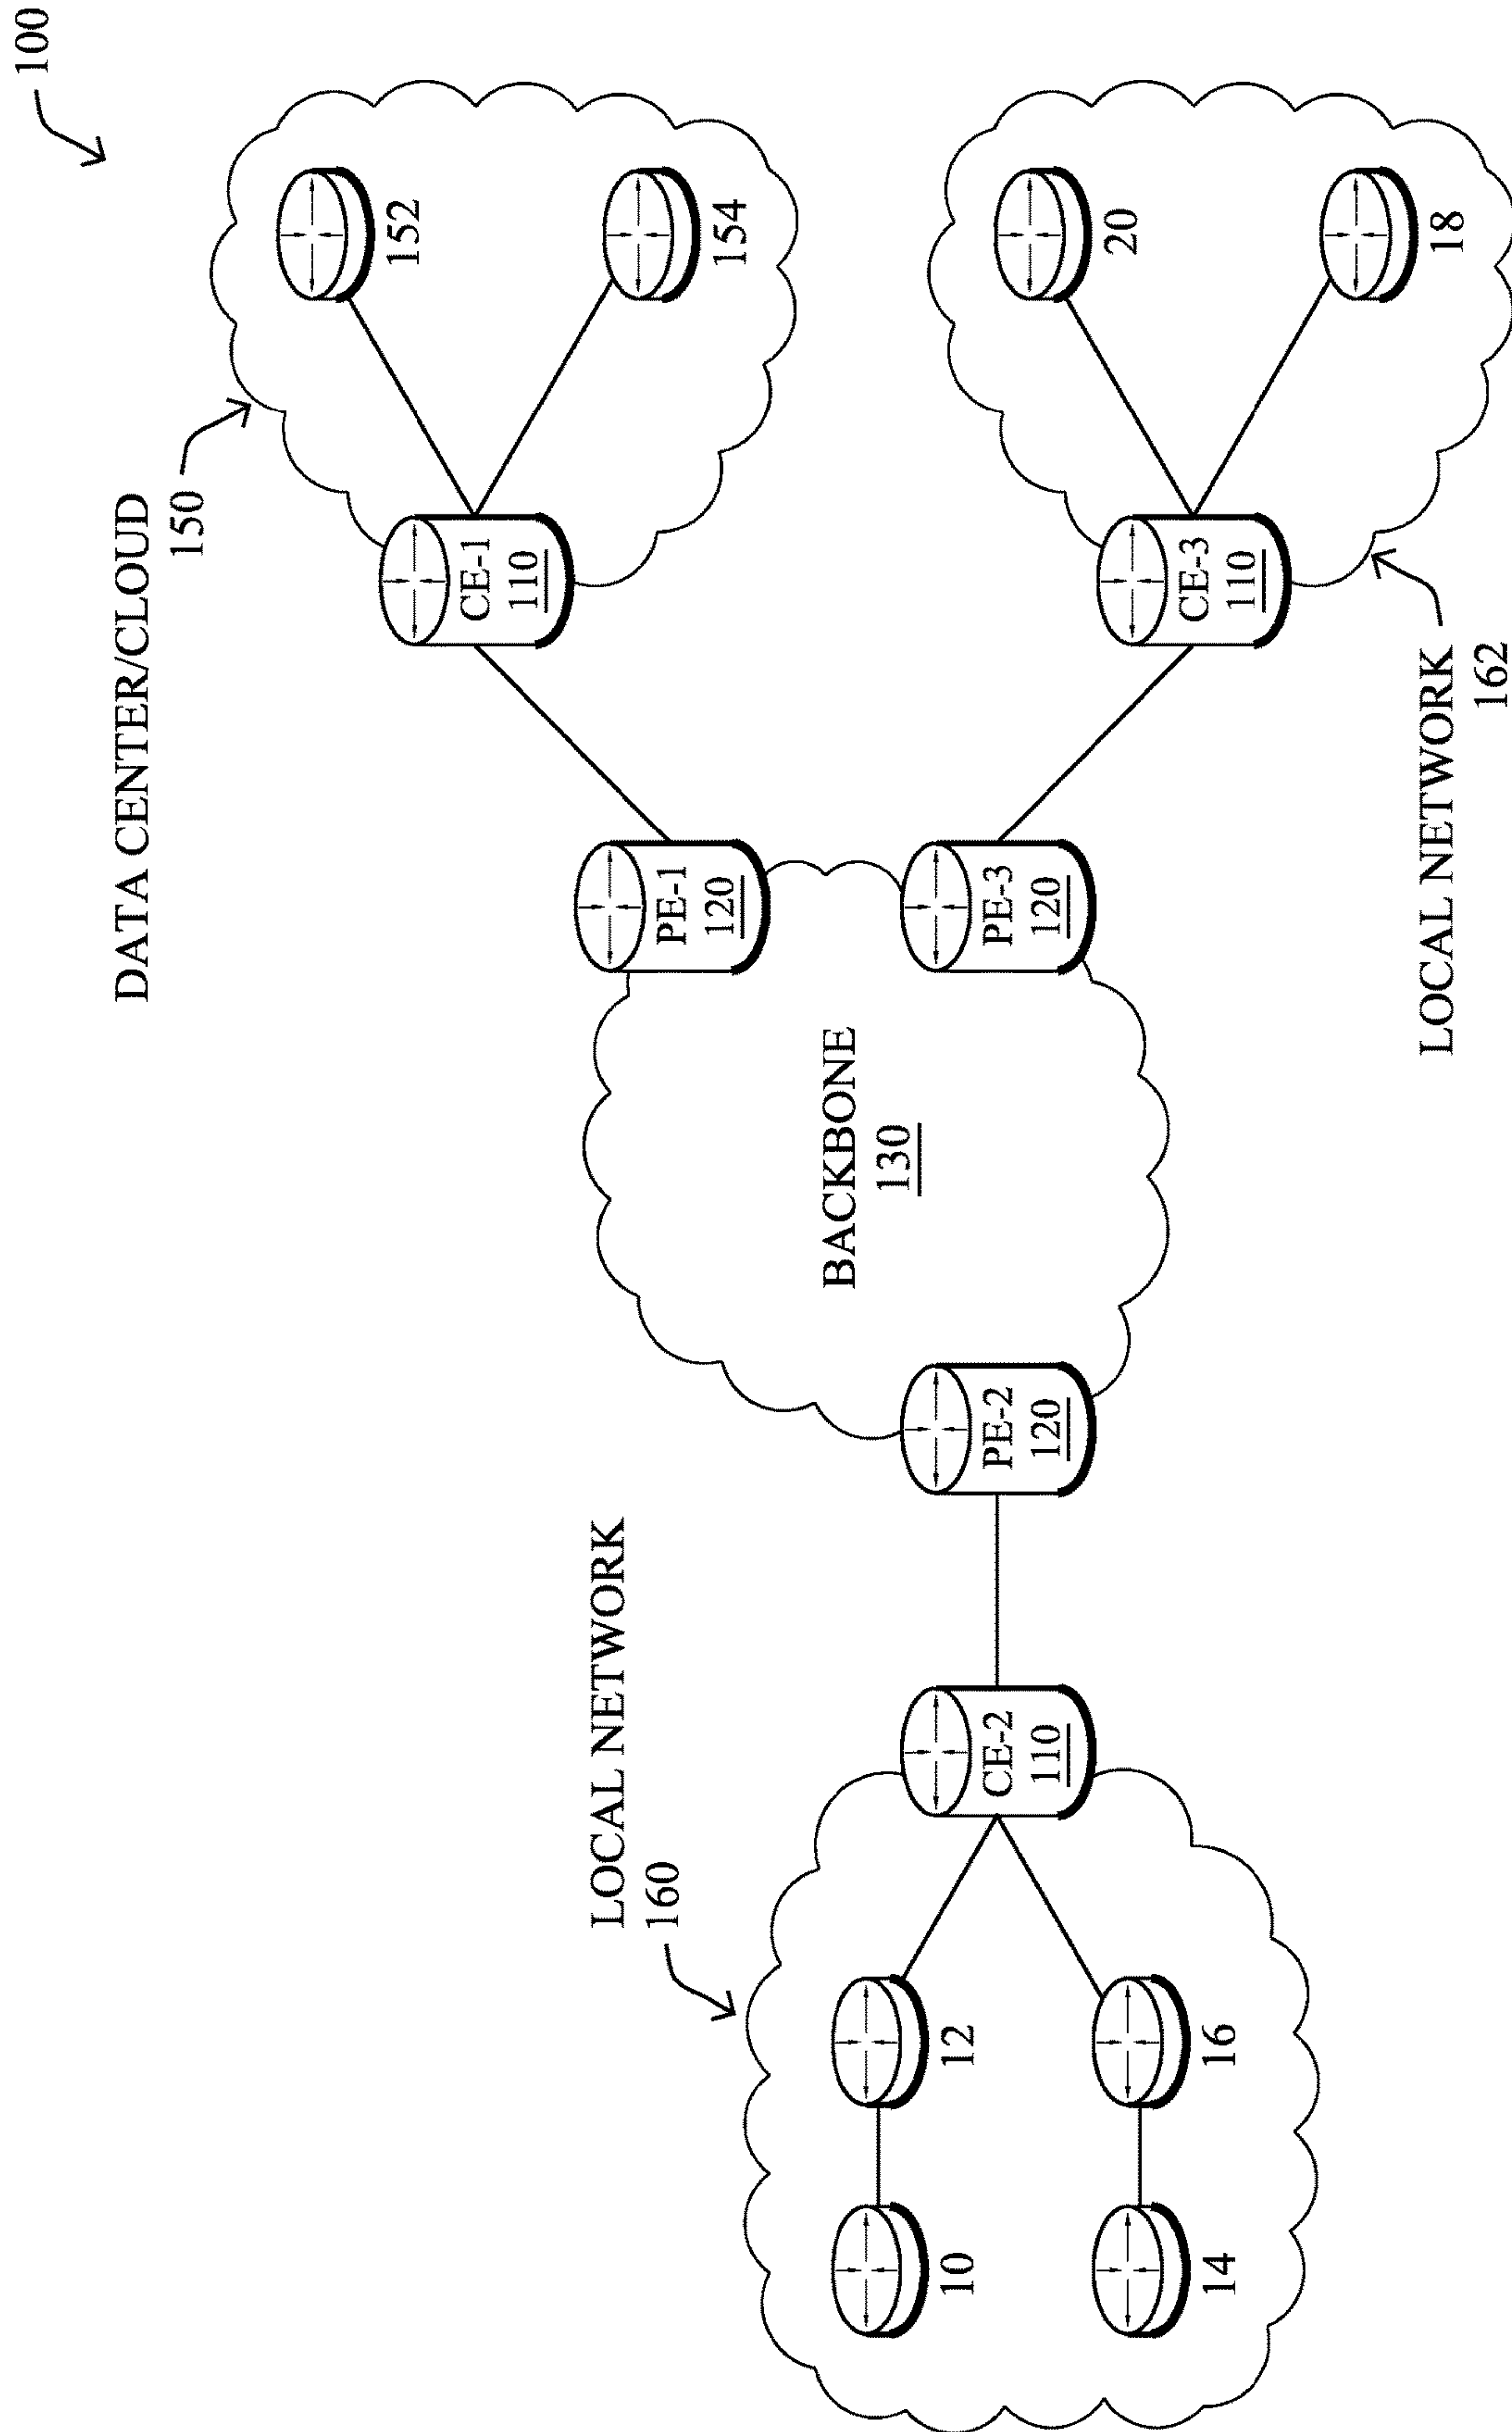 100
DATA CENTER/CLOUD
150
152
CE-1
110
154
LOCAL NETWORK
160
PE-1
120
BACKBONE
130
10
12
CE-2
110
PE-2
120
PE-3
120
20
14
16
CE-3
110
18
LOCAL NETWORK
162